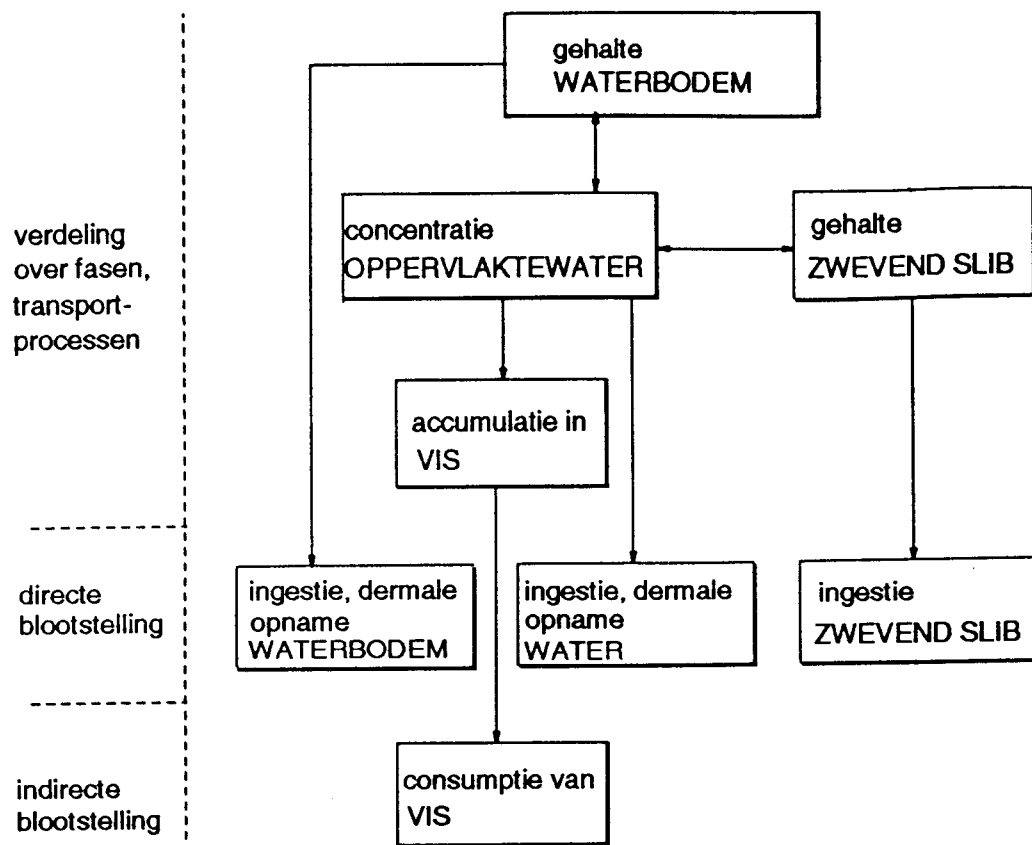 gehalte
WATERBODEM
concentratie
OPPERVLAKTEWATER
gehalte
ZWEVEND SLIB
verdeling
over fasen,
transport-
processen
accumulatie in
VIS
directe
blootstelling
ingestie, dermale
opname
WATERBODEM
ingestie, dermale
opname
WATER
ingestie
ZWEVEND SLIB
indirecte
blootstelling
consumptie van
VIS